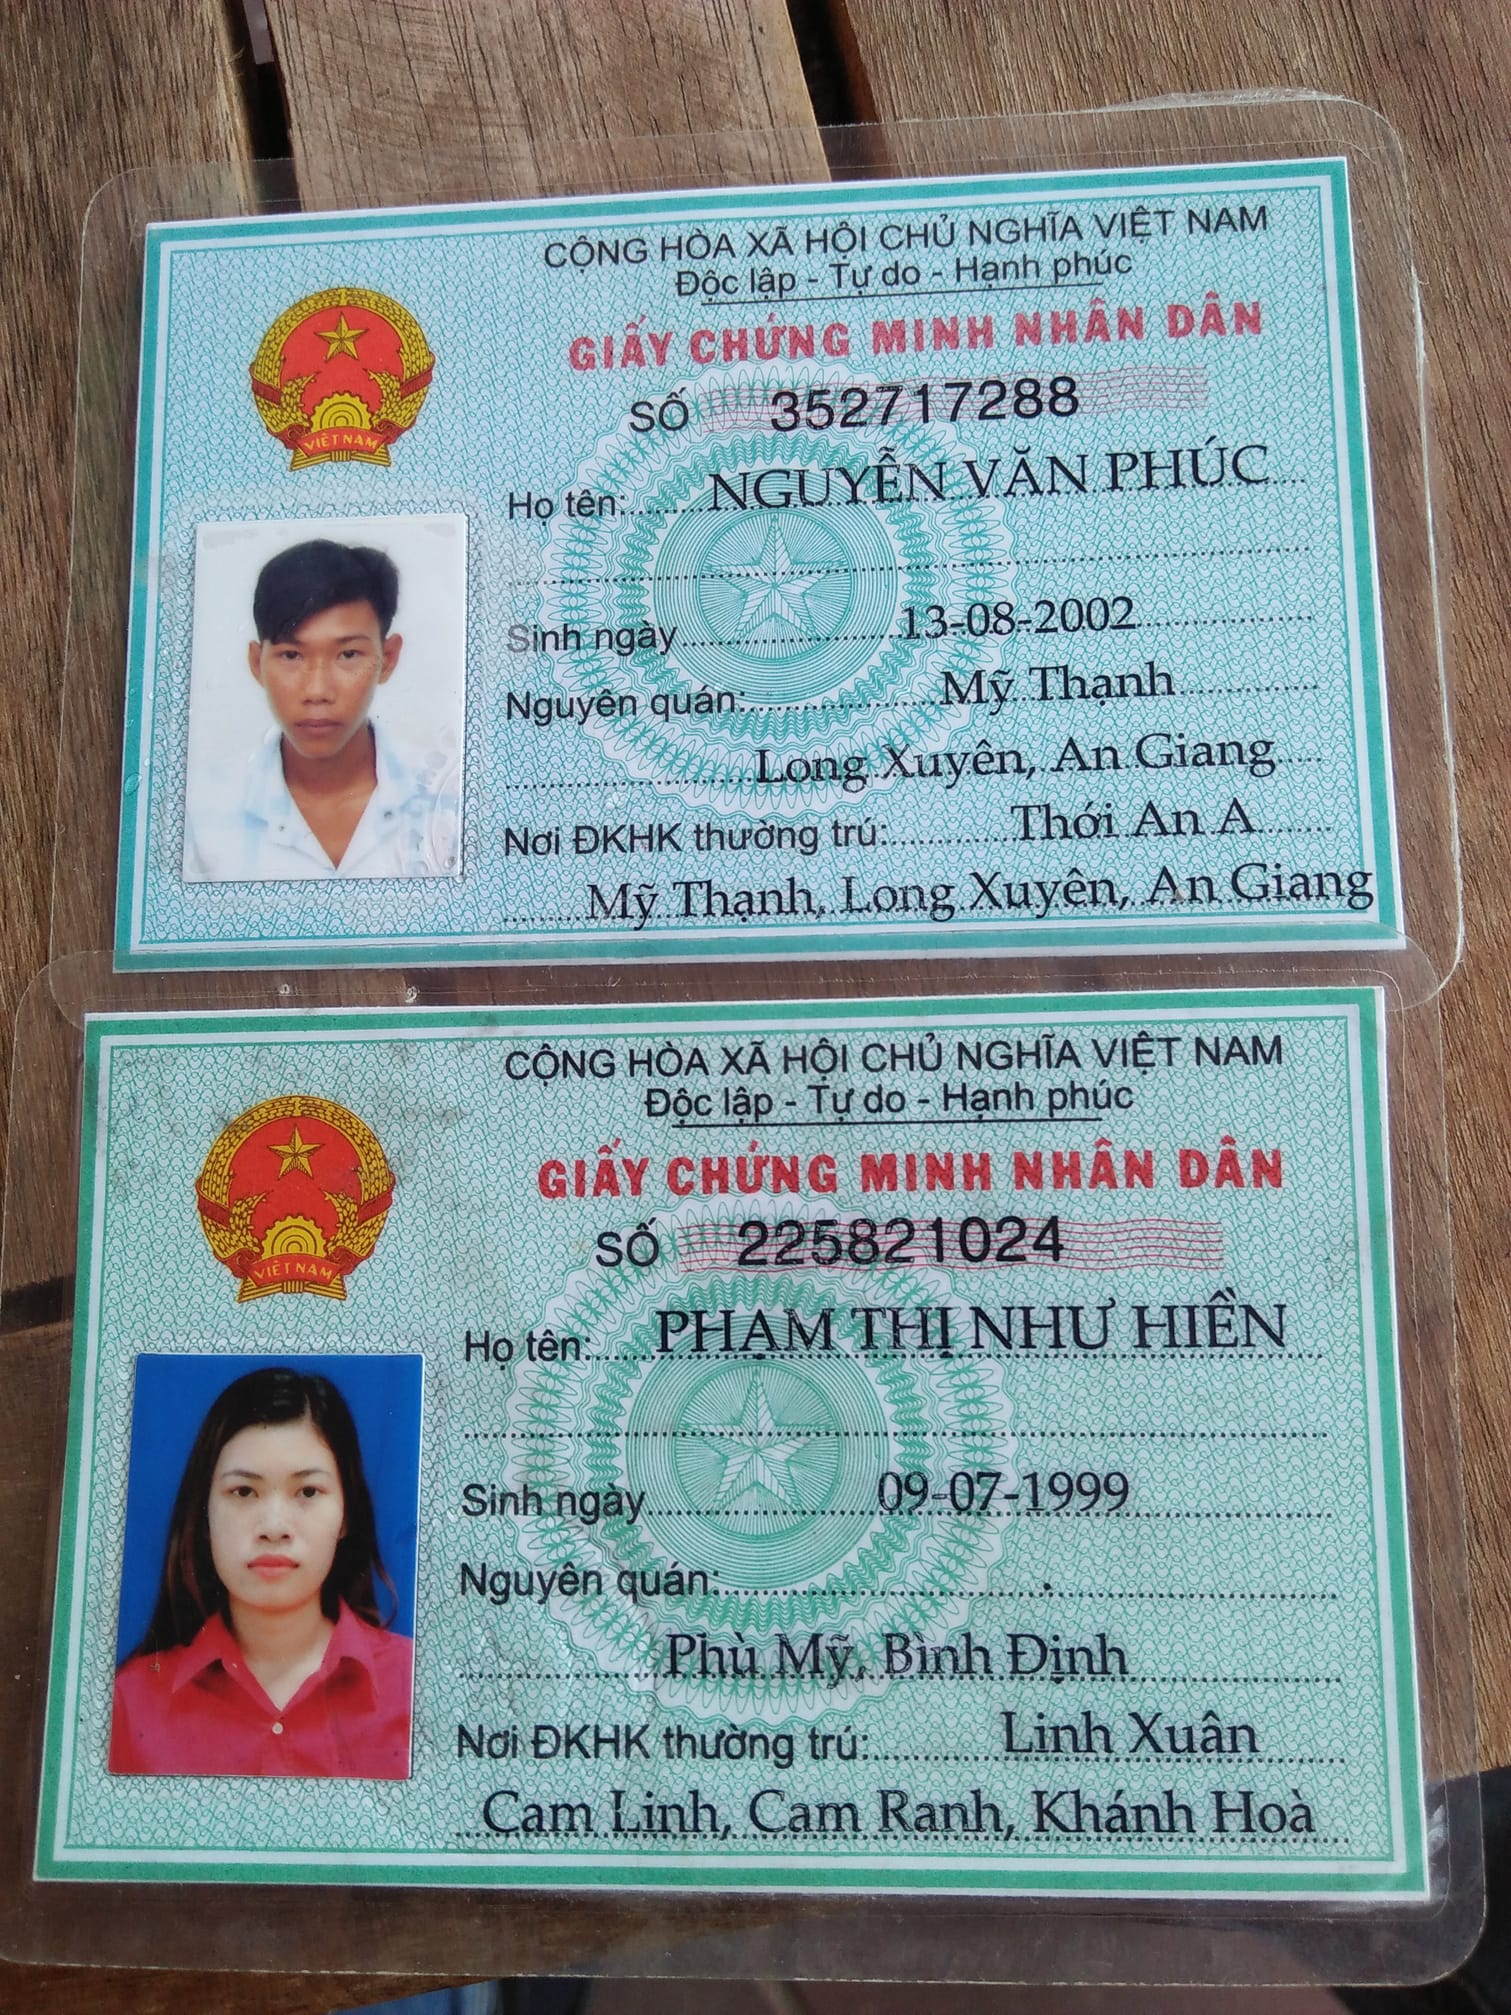 CỘNG HÒA XÃ HỘI CHỦ NGHĨA VIỆT NAM
Độc lập - Tự do - Hạnh phúc
GIẤY CHỨNG MINH NHÂN DÂN
SỐ 352717288
VIỆT NAM
Họ tên: NGUYỄN VĂN PHÚC
Sinh ngày 13-08-2002
Nguyên quán: Mỹ Thạnh
Long Xuyên, An Giang
Nơi ĐKHK thường trú: Thới An A
Mỹ Thạnh, Long Xuyên, An Giang
CỘNG HÒA XÃ HỘI CHỦ NGHĨA VIỆT NAM
Độc lập - Tự do - Hạnh phúc
GIẤY CHỨNG MINH NHÂN DÂN
SỐ 225821024
VIỆT NAM
Họ tên: PHẠM THỊ NHƯ HIỀN
Sinh ngày 09-07-1999
Nguyên quán:
Phù Mỹ, Bình Định
Nơi ĐKHK thường trú: Linh Xuân
Cam Linh, Cam Ranh, Khánh Hoà